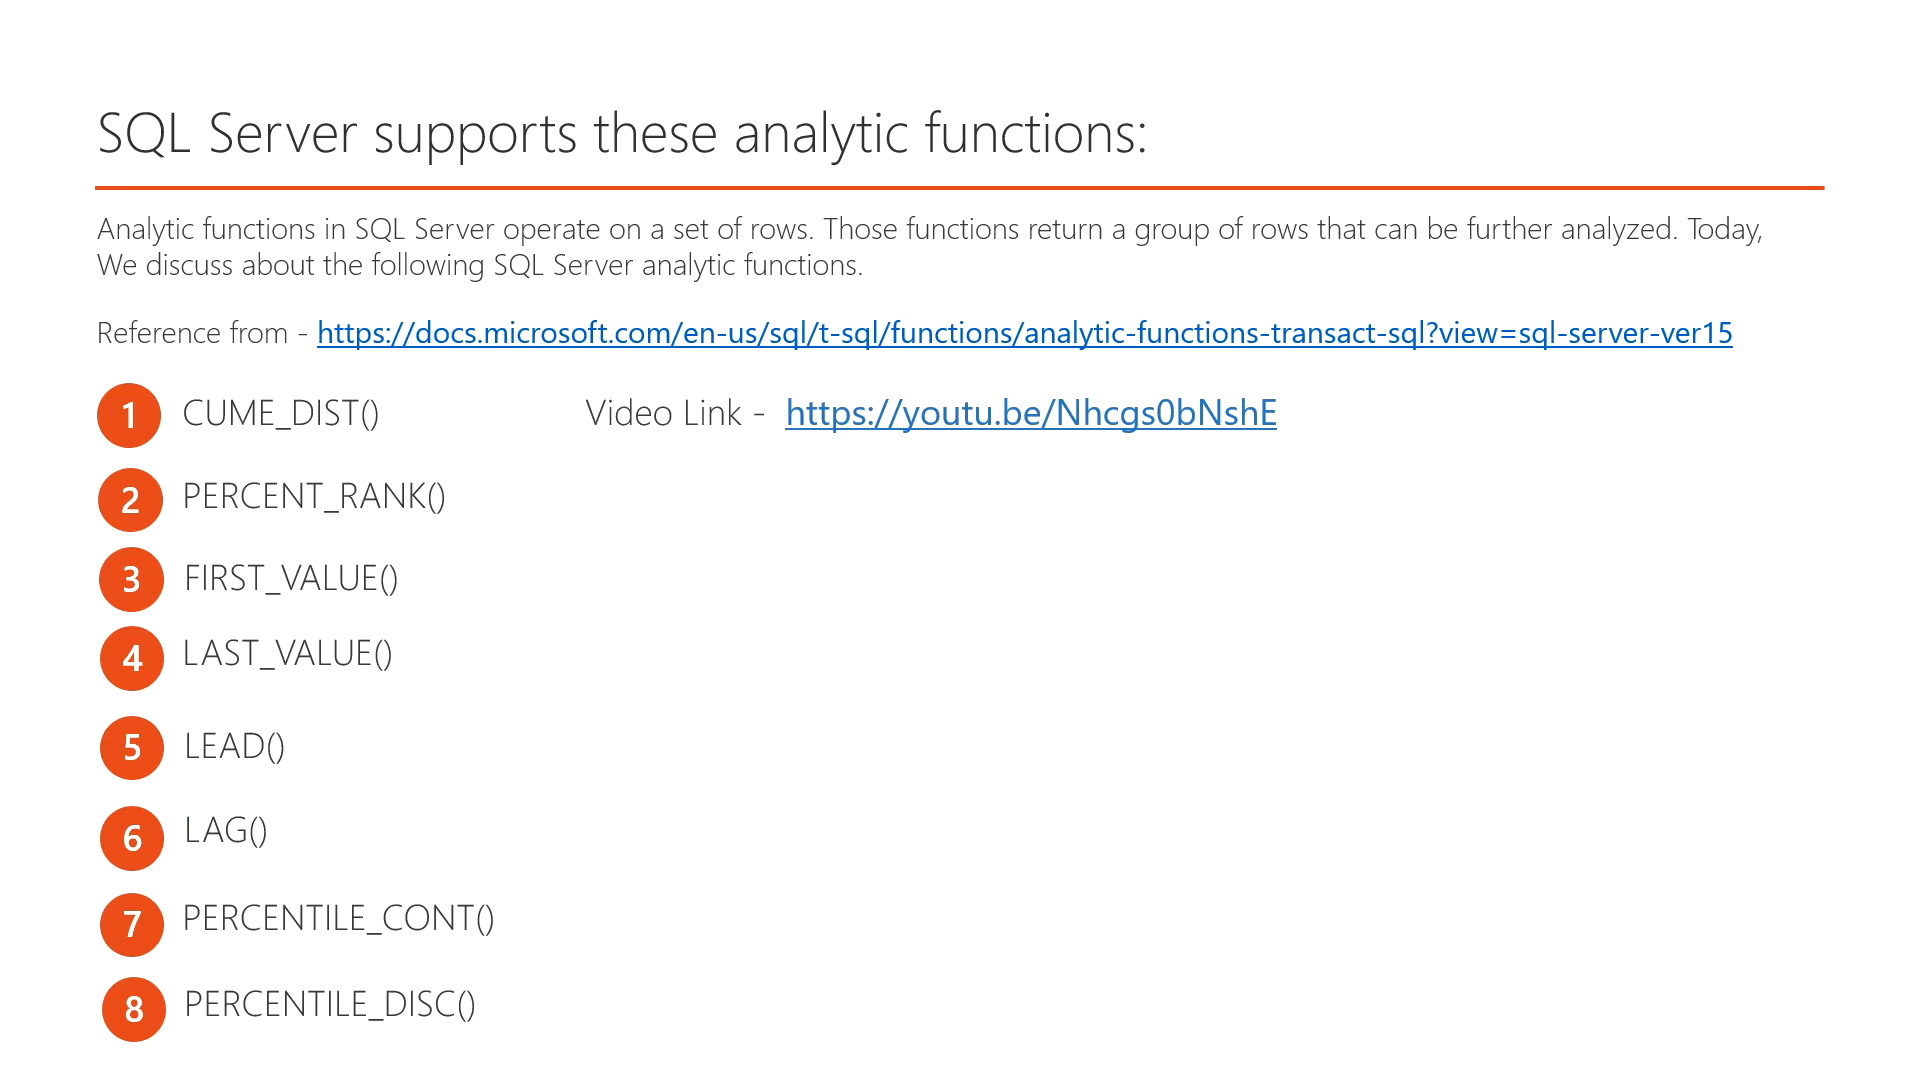 SQL Server supports these analytic functions:
Analytic functions in SQL Server operate on a set of rows. Those functions return a group of rows that can be further analyzed. Today,
We discuss about the following SQL Server analytic functions.
Reference from - https://docs.microsoft.com/en-us/sql/t-sql/functions/analytic-functions-transact-sql?view=sql-server-ver15
1 CUME_DIST() Video Link - https://youtu.be/Nhcgs0bNshE
2 PERCENT_RANK()
3 FIRST_VALUE()
4 LAST_VALUE()
5 LEAD()
6 LAG()
7 PERCENTILE_CONT()
8 PERCENTILE_DISC()